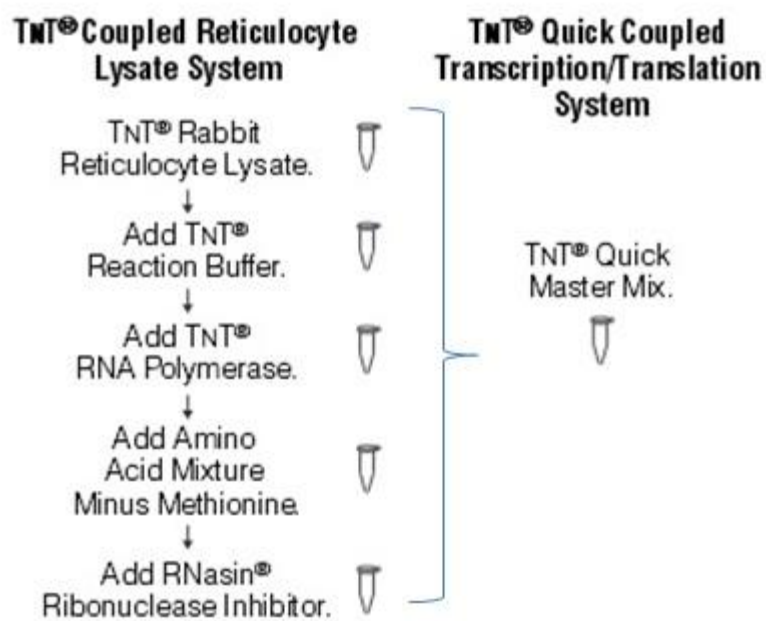 TNT® Coupled Reticulocyte
Lysate System
TNT® Rabbit
Reticulocyte Lysate.
Add TNT®
Reaction Buffer.
Add TNT®
RNA Polymerase.
Add Amino
Acid Mixture
Minus Methionine.
Add RNasin®
Ribonuclease Inhibitor.
TNT® Quick Coupled
Transcription/Translation
System
TNT® Quick
Master Mix.